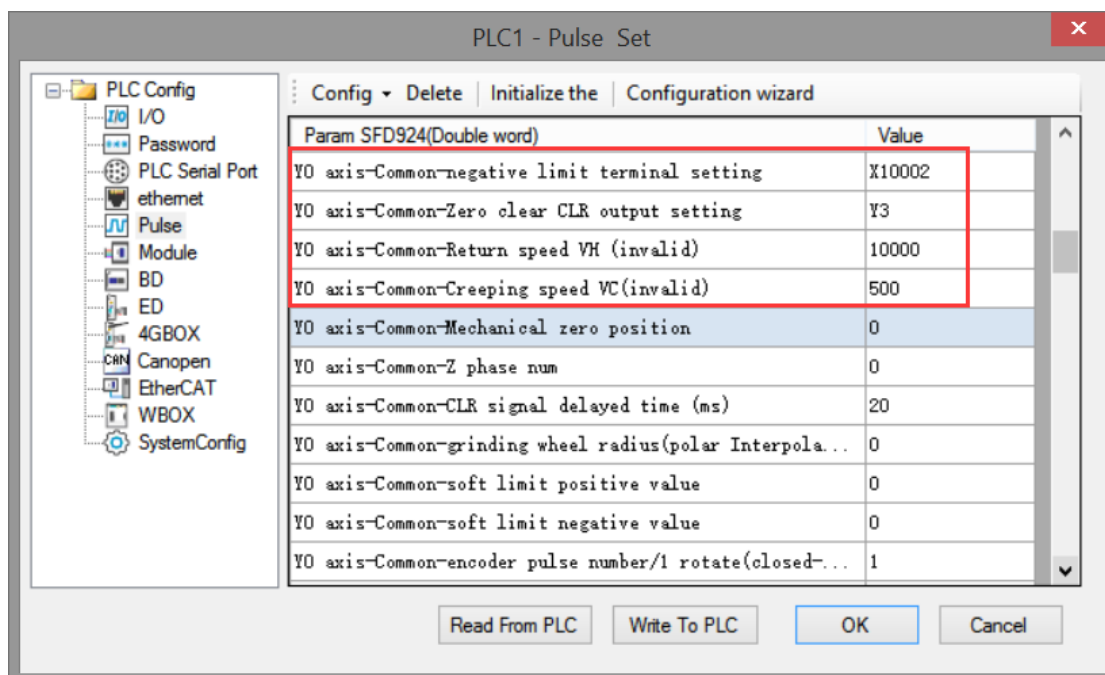 PLC1 - Pulse Set
PLC Config
I/O
Password
PLC Serial Port
ethernet
Pulse
Module
BD
ED
4GBOX
Canopen
EtherCAT
WBOX
SystemConfig
Config Delete Initialize the Configuration wizard
Param SFD924(Double word) Value
Y0 axis-Common-negative limit terminal setting X10002
Y0 axis-Common-Zero clear CLR output setting Y3
Y0 axis-Common-Return speed VH (invalid) 10000
Y0 axis-Common-Creeping speed VC(invalid) 500
Y0 axis-Common-Mechanical zero position 0
Y0 axis-Common-Z phase num 0
Y0 axis-Common-CLR signal delayed time (ms) 20
Y0 axis-Common-grinding wheel radius(polar Interpola... 0
Y0 axis-Common-soft limit positive value 0
Y0 axis-Common-soft limit negative value 0
Y0 axis-Common-encoder pulse number/1 rotate(closed-... 1
Read From PLC Write To PLC OK Cancel